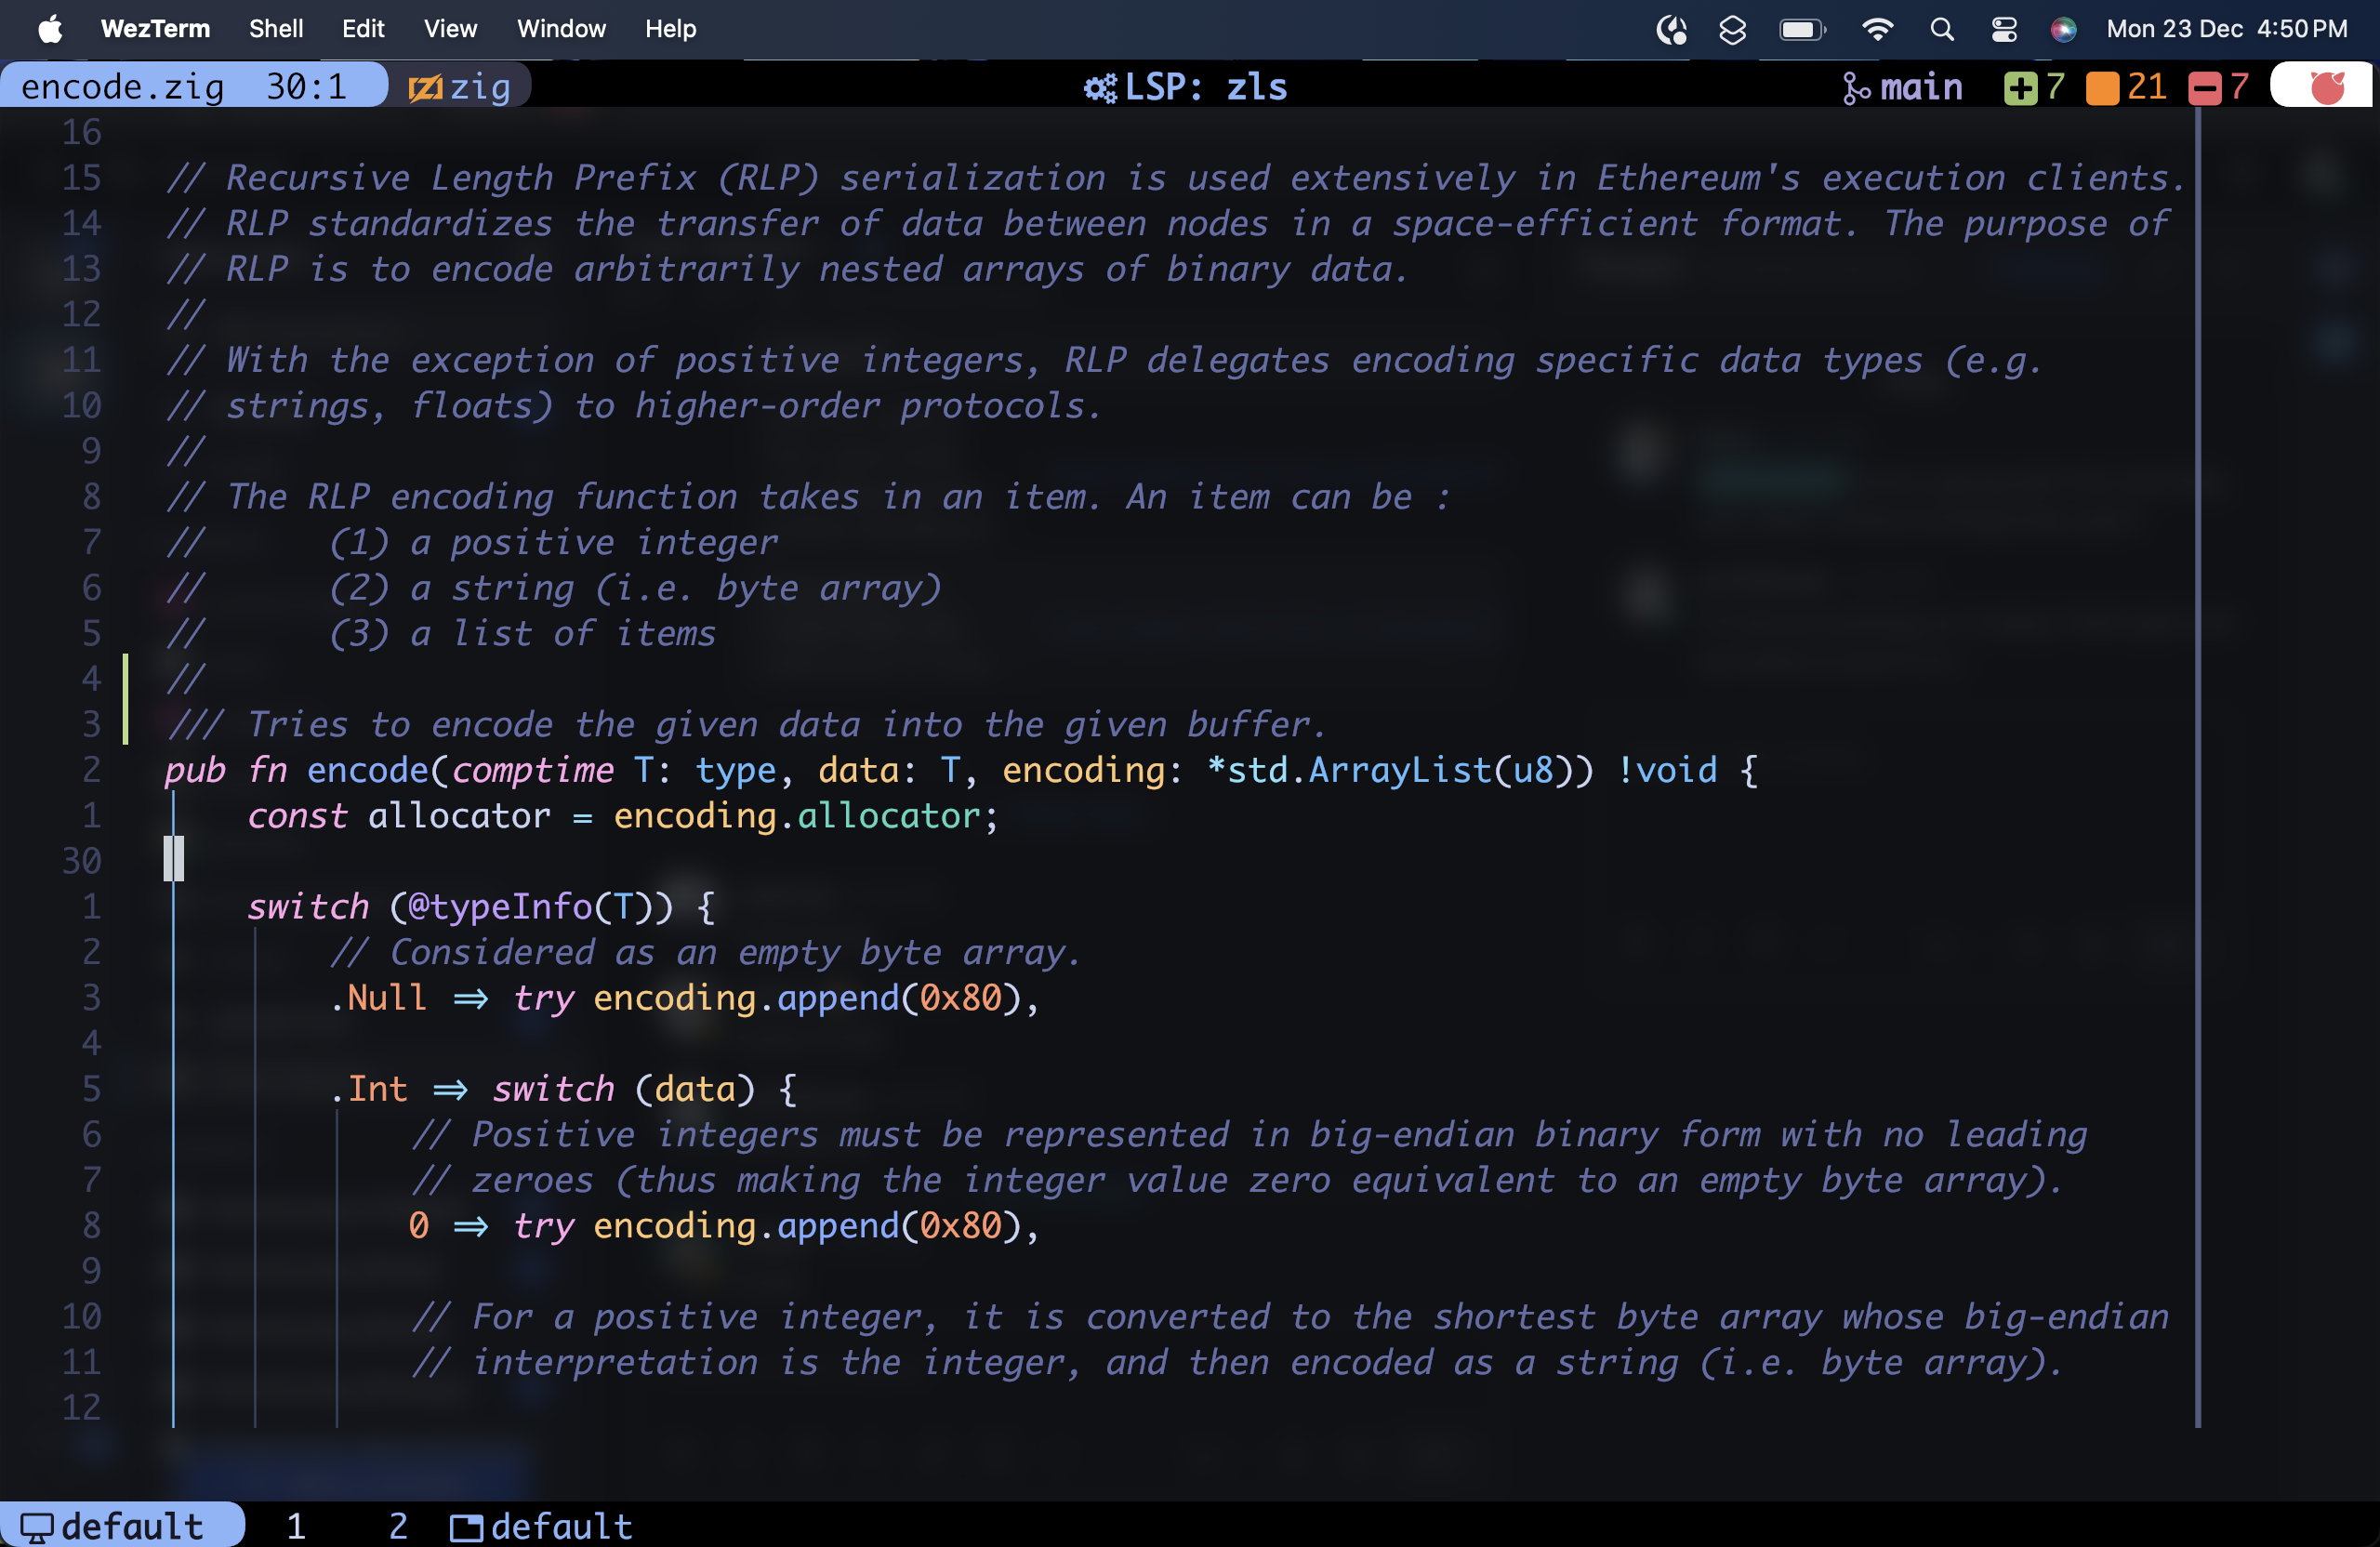 WezTerm Shell Edit View Window Help Mon 23 Dec 4:50 PM
encode.zig 30:1 zig LSP: zls main 7 21 7
16
15 // Recursive Length Prefix (RLP) serialization is used extensively in Ethereum's execution clients.
14 // RLP standardizes the transfer of data between nodes in a space-efficient format. The purpose of
13 // RLP is to encode arbitrarily nested arrays of binary data.
12 //
11 // With the exception of positive integers, RLP delegates encoding specific data types (e.g.
10 // strings, floats) to higher-order protocols.
9 //
8 // The RLP encoding function takes in an item. An item can be :
7 //      (1) a positive integer
6 //      (2) a string (i.e. byte array)
5 //      (3) a list of items
4 //
3 /// Tries to encode the given data into the given buffer.
2 pub fn encode(comptime T: type, data: T, encoding: *std.ArrayList(u8)) !void {
1     const allocator = encoding.allocator;
30
1     switch (@typeInfo(T)) {
2         // Considered as an empty byte array.
3         .Null => try encoding.append(0x80),
4
5         .Int => switch (data) {
6             // Positive integers must be represented in big-endian binary form with no leading
7             // zeroes (thus making the integer value zero equivalent to an empty byte array).
8             0 => try encoding.append(0x80),
9
10             // For a positive integer, it is converted to the shortest byte array whose big-endian
11             // interpretation is the integer, and then encoded as a string (i.e. byte array).
12
default 1 2 default